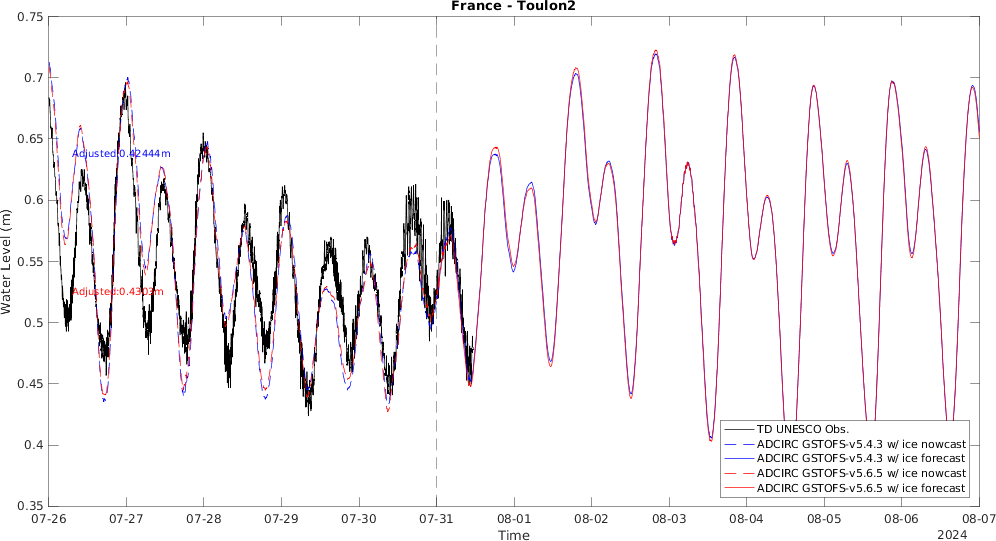 France - Toulon2
0.75
0.7
0.65
0.6
0.55
0.5
0.45
0.4
0.35
Water Level (m)
Adjusted:0.42444m
Adjusted:0.4303m
TD UNESCO Obs.
ADCIRC GSTOFS-v5.4.3 w/ ice nowcast
ADCIRC GSTOFS-v5.4.3 w/ ice forecast
ADCIRC GSTOFS-v5.6.5 w/ ice nowcast
ADCIRC GSTOFS-v5.6.5 w/ ice forecast
07-26 07-27 07-28 07-29 07-30 07-31 08-01 08-02 08-03 08-04 08-05 08-06 08-07
Time
2024